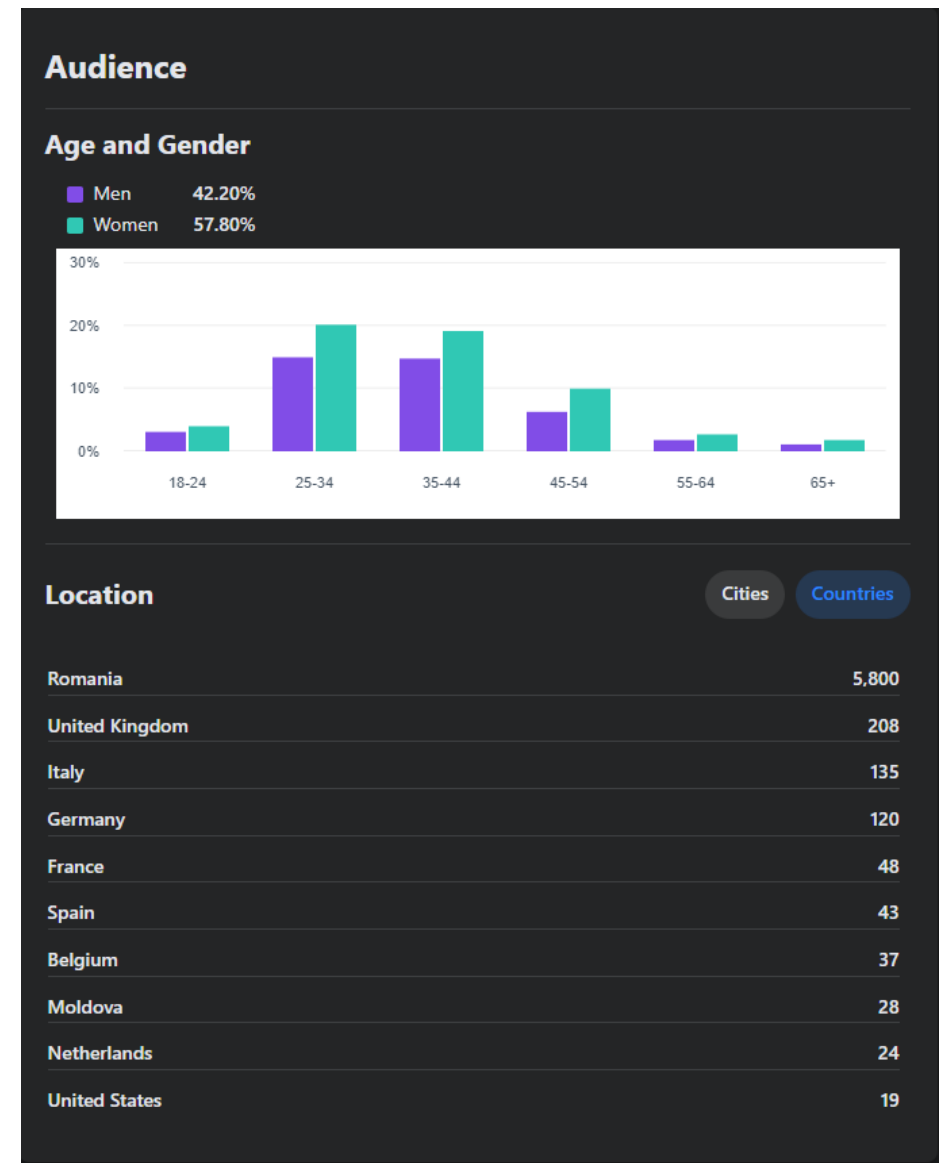 Audience
Age and Gender
Men 42.20%
Women 57.80%
30%
20%
10%
0%
18-24 25-34 35-44 45-54 55-64 65+
Location Cities Countries
Romania 5,800
United Kingdom 208
Italy 135
Germany 120
France 48
Spain 43
Belgium 37
Moldova 28
Netherlands 24
United States 19